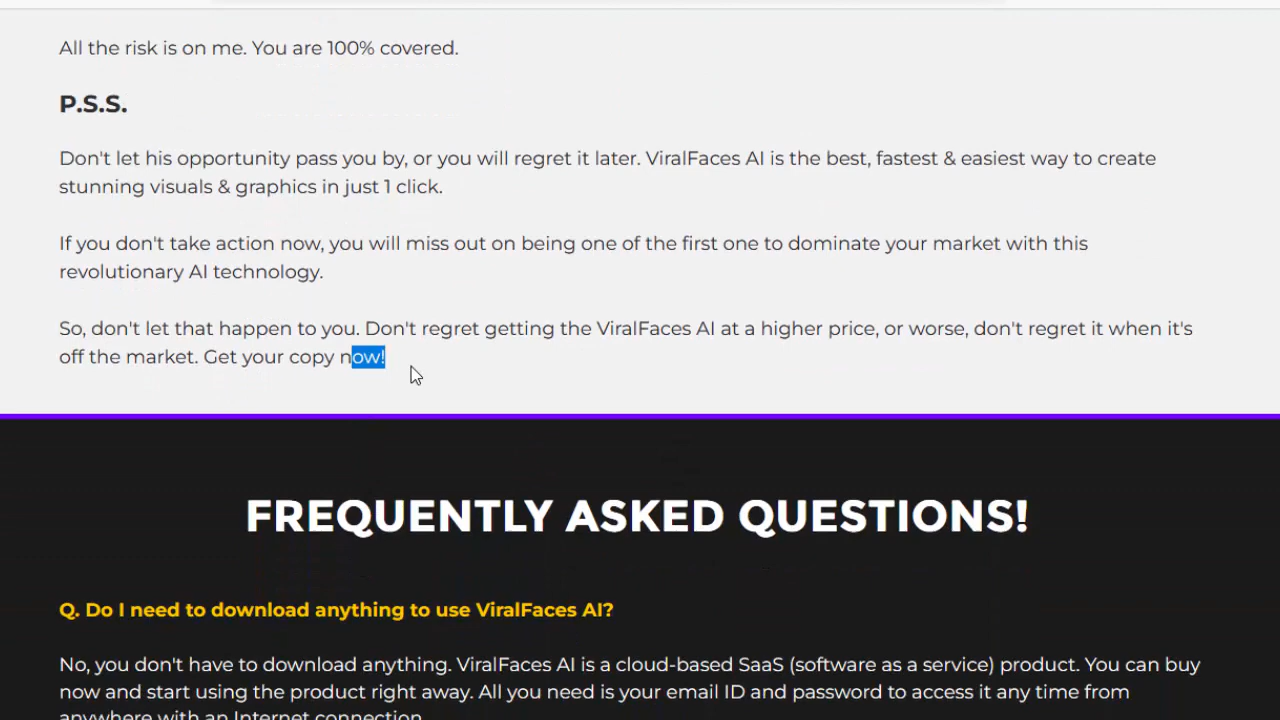 All the risk is on me. You are 100% covered.
P.S.S.
Don't let his opportunity pass you by, or you will regret it later. ViralFaces AI is the best, fastest & easiest way to create
stunning visuals & graphics in just 1 click.
If you don't take action now, you will miss out on being one of the first one to dominate your market with this
revolutionary AI technology.
So, don't let that happen to you. Don't regret getting the ViralFaces AI at a higher price, or worse, don't regret it when it's
off the market. Get your copy now!
FREQUENTLY ASKED QUESTIONS!
Q. Do I need to download anything to use ViralFaces AI?
No, you don't have to download anything. ViralFaces AI is a cloud-based SaaS (software as a service) product. You can buy
now and start using the product right away. All you need is your email ID and password to access it any time from
anywhere with an Internet connection.